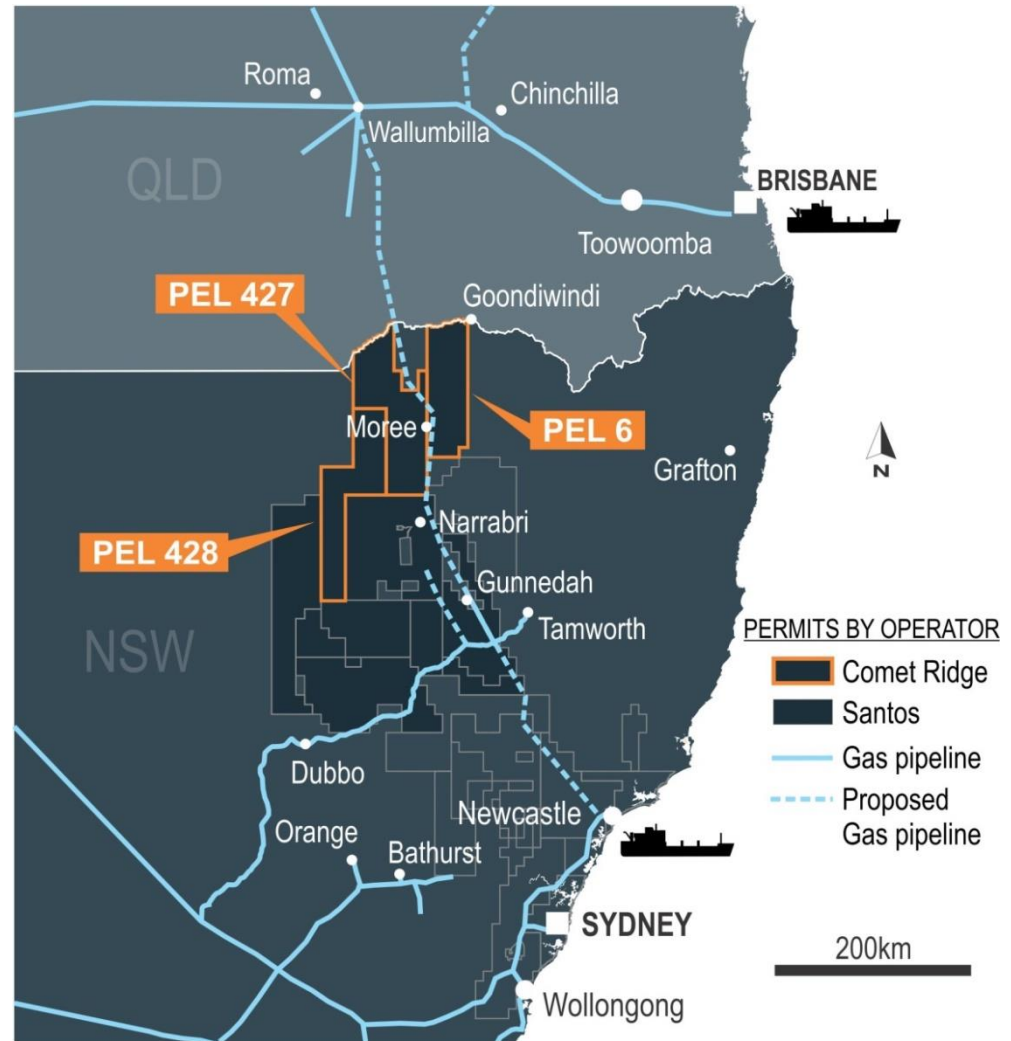 Roma
Chinchilla
Wallumbilla
QLD
BRISBANE
Toowoomba
PEL 427
Goondiwindi
Moree
PEL 6
Grafton
N
Narrabri
PEL 428
Gunnedah
Tamworth
NSW
PERMITS BY OPERATOR
Comet Ridge
Santos
Gas pipeline
Proposed
Gas pipeline
Dubbo
Newcastle
Orange
Bathurst
SYDNEY
200km
Wollongong